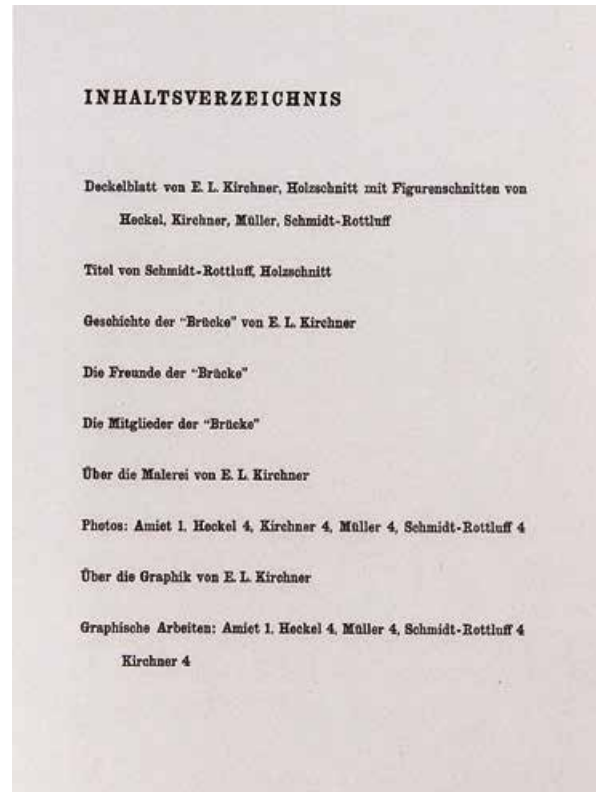 INHALTSVERZEICHNIS
Deckelblatt von E. L. Kirchner, Holzschnitt mit Figurenschnitten von
Heckel, Kirchner, Müller, Schmidt-Rottluff
Titel von Schmidt-Rottluff, Holzschnitt
Geschichte der "Brücke" von E. L. Kirchner
Die Freunde der "Brücke"
Die Mitglieder der "Brücke"
Über die Malerei von E. L. Kirchner
Photos: Amiet 1, Heckel 4, Kirchner 4, Müller 4, Schmidt-Rottluff 4
Über die Graphik von E. L. Kirchner
Graphische Arbeiten: Amiet 1, Heckel 4, Müller 4, Schmidt-Rottluff 4
Kirchner 4